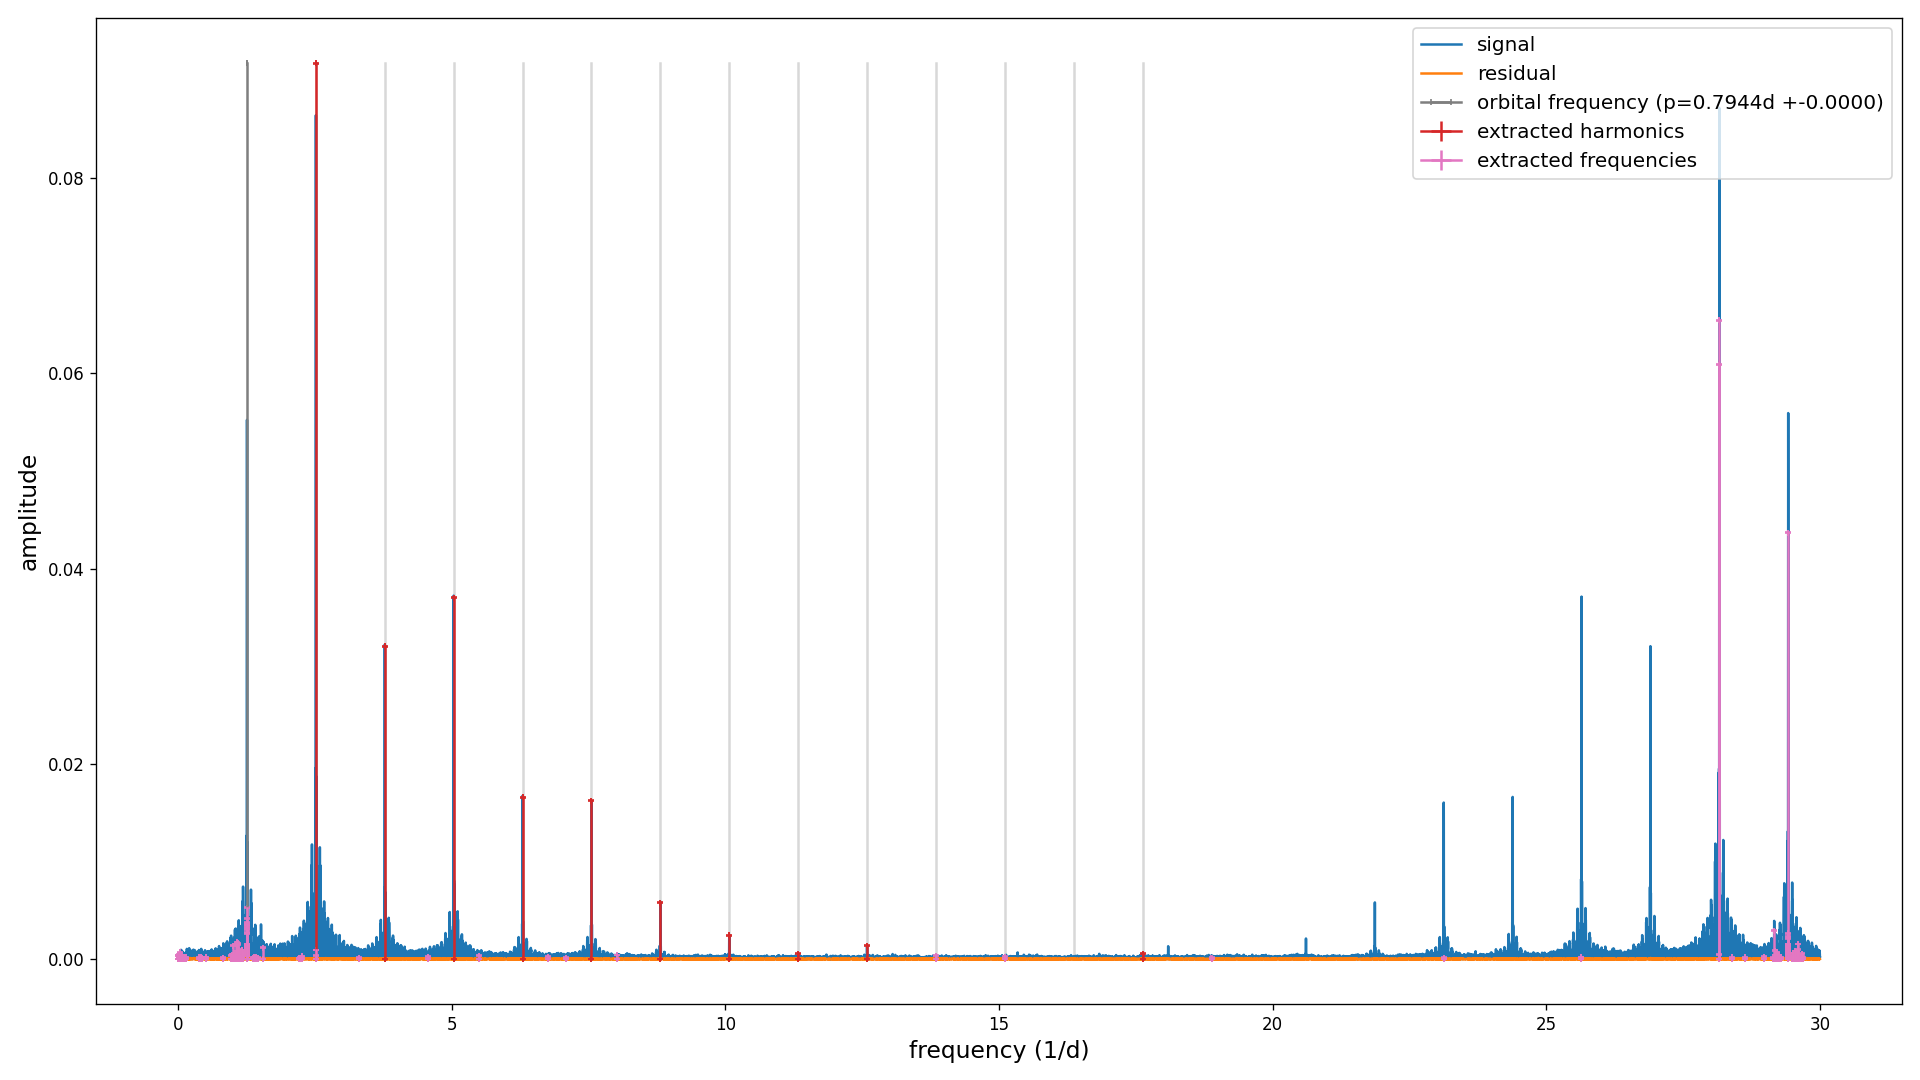 signal
residual
orbital frequency (p=0.7944d +-0.0000)
extracted harmonics
extracted frequencies
amplitude
0.08
0.06
0.04
0.02
0.00
0 5 10 15 20 25 30
frequency (1/d)